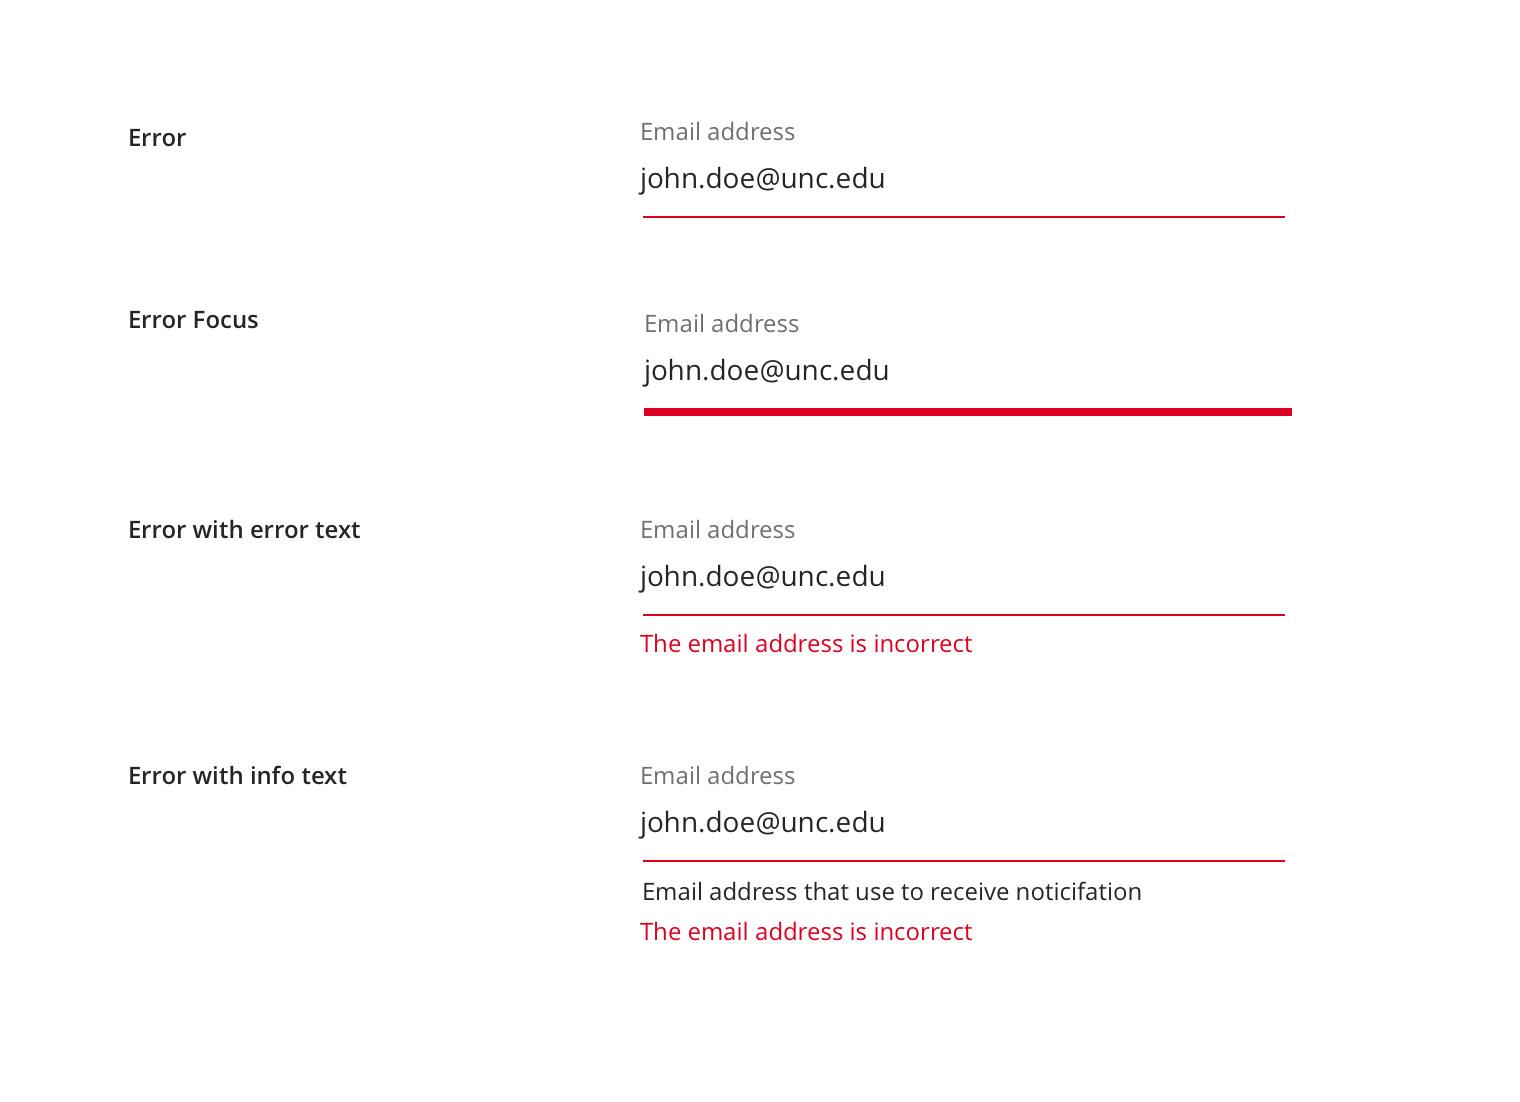 Error
Email address
john.doe@unc.edu
Error Focus
Email address
john.doe@unc.edu
Error with error text
Email address
john.doe@unc.edu
The email address is incorrect
Error with info text
Email address
john.doe@unc.edu
Email address that use to receive noticifation
The email address is incorrect